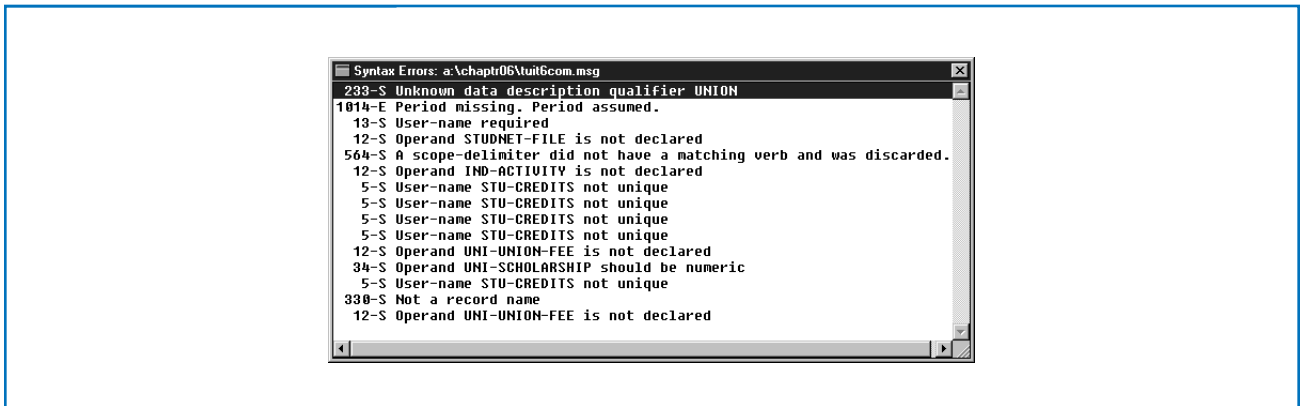 Syntax Errors: a:\chaptr06\tuit6com.msg
233-S Unknown data description qualifier UNION
1014-E Period missing. Period assumed.
13-S User-name required
12-S Operand STUDNET-FILE is not declared
564-S A scope-delimiter did not have a matching verb and was discarded.
12-S Operand IND-ACTIVITY is not declared
5-S User-name STU-CREDITS not unique
5-S User-name STU-CREDITS not unique
5-S User-name STU-CREDITS not unique
5-S User-name STU-CREDITS not unique
12-S Operand UNI-UNION-FEE is not declared
34-S Operand UNI-SCHOLARSHIP should be numeric
5-S User-name STU-CREDITS not unique
330-S Not a record name
12-S Operand UNI-UNION-FEE is not declared